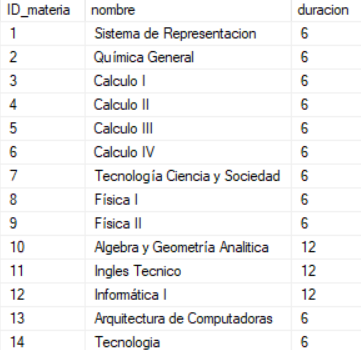 ID_materia nombre duracion
1 Sistema de Representacion 6
2 Química General 6
3 Calculo I 6
4 Calculo II 6
5 Calculo III 6
6 Calculo IV 6
7 Tecnología Ciencia y Sociedad 6
8 Física I 6
9 Física II 6
10 Algebra y Geometría Analitica 12
11 Ingles Tecnico 12
12 Informática I 12
13 Arquitectura de Computadoras 6
14 Tecnologia 6